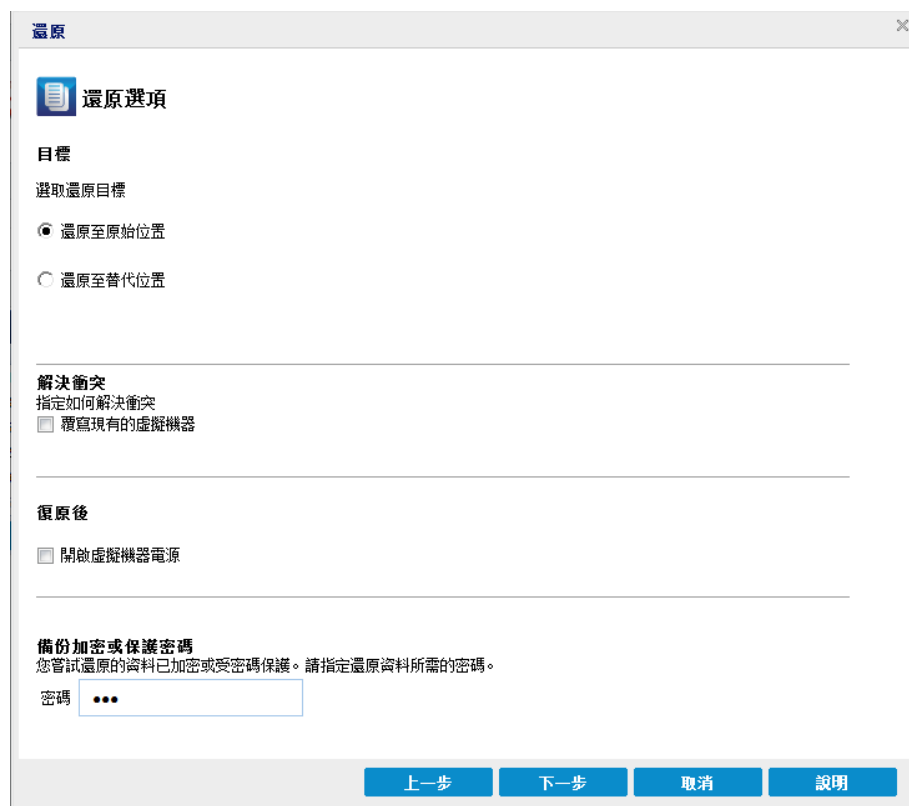 還原
還原選項
目標
選取還原目標
還原至原始位置
還原至替代位置
解決衝突
指定如何解決衝突
覆寫現有的虛擬機器
復原後
開啟虛擬機器電源
備份加密或保護密碼
您嘗試還原的資料已加密或受密碼保護。請指定還原資料所需的密碼。
密碼 •••
上一步 下一步 取消 說明